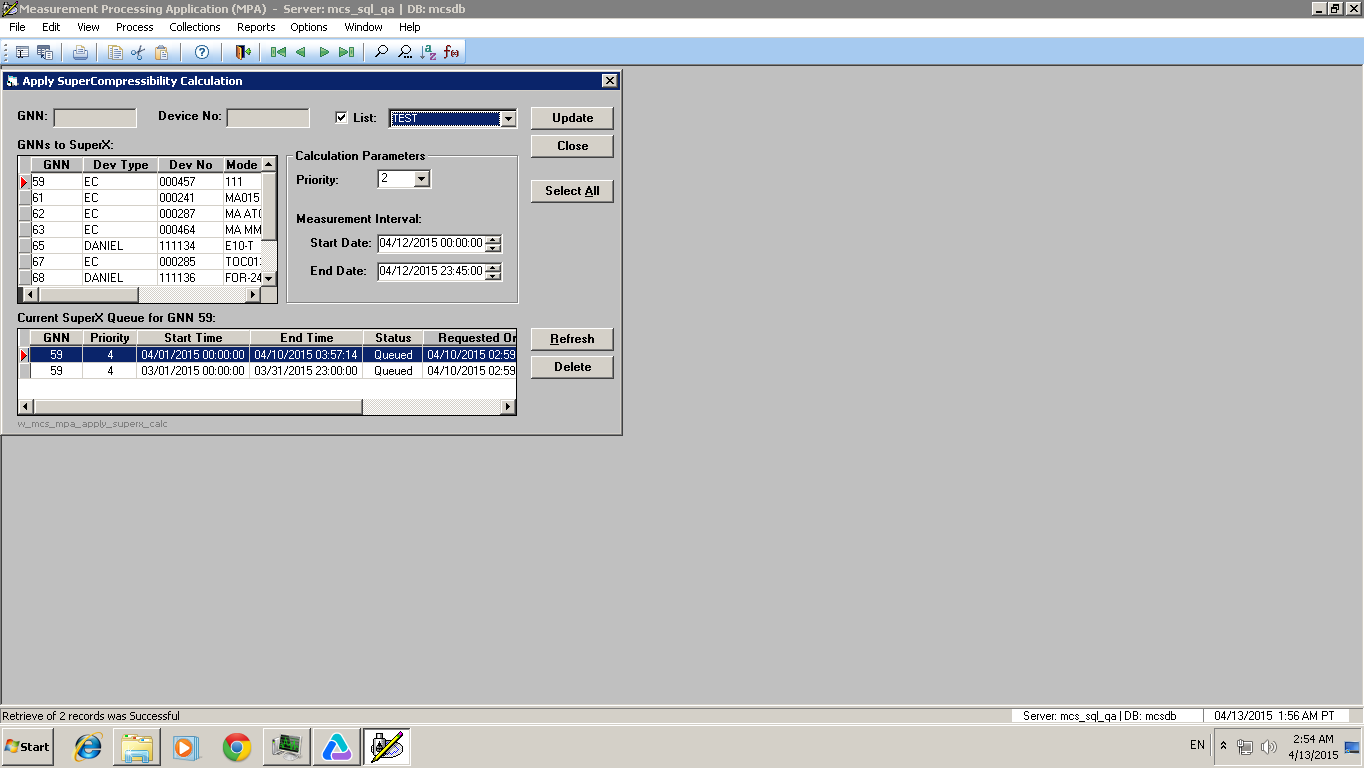 Measurement Processing Application (MPA) - Server: mcs_sql_qa | DB: mcsdb
File Edit View Process Collections Reports Options Window Help
Apply SuperCompressibility Calculation
GNN: Device No: List: TEST Update
Close
GNNs to SuperX:
Calculation Parameters
GNN Dev Type Dev No Mode
Priority: 2
Select All
59 EC 000457 111
61 EC 000241 MA015
62 EC 000287 MA AT
63 EC 000464 MA MM
65 DANIEL 111134 E10-T
67 EC 000285 TOC01
68 DANIEL 111136 FOR-24
Measurement Interval:
Start Date: 04/12/2015 00:00:00
End Date: 04/12/2015 23:45:00
Current SuperX Queue for GNN 59:
GNN Priority Start Time End Time Status Requested On
59 4 04/01/2015 00:00:00 04/10/2015 03:57:14 Queued 04/10/2015 02:59
59 4 03/01/2015 00:00:00 03/31/2015 23:00:00 Queued 04/10/2015 02:59
Refresh
Delete
w_mcs_mpa_apply_superx_calc
Retrieve of 2 records was Successful
Server: mcs_sql_qa | DB: mcsdb 04/13/2015 1:56 AM PT
Start
EN
2:54 AM
4/13/2015